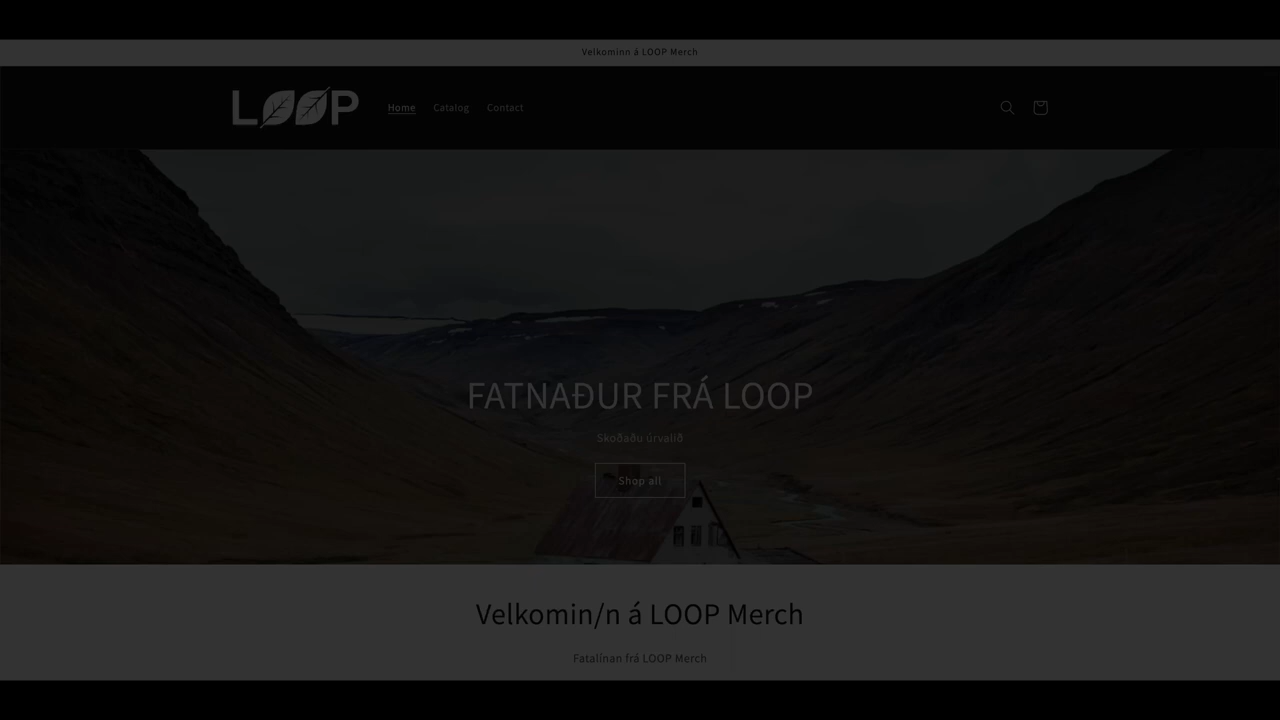 Velkominn á LOOP Merch
LOOP
Home
Catalog
Contact
FATNAÐUR FRÁ LOOP
Skoðaðu úrvalið
Shop all
Velkomin/n á LOOP Merch
Fatalínan frá LOOP Merch